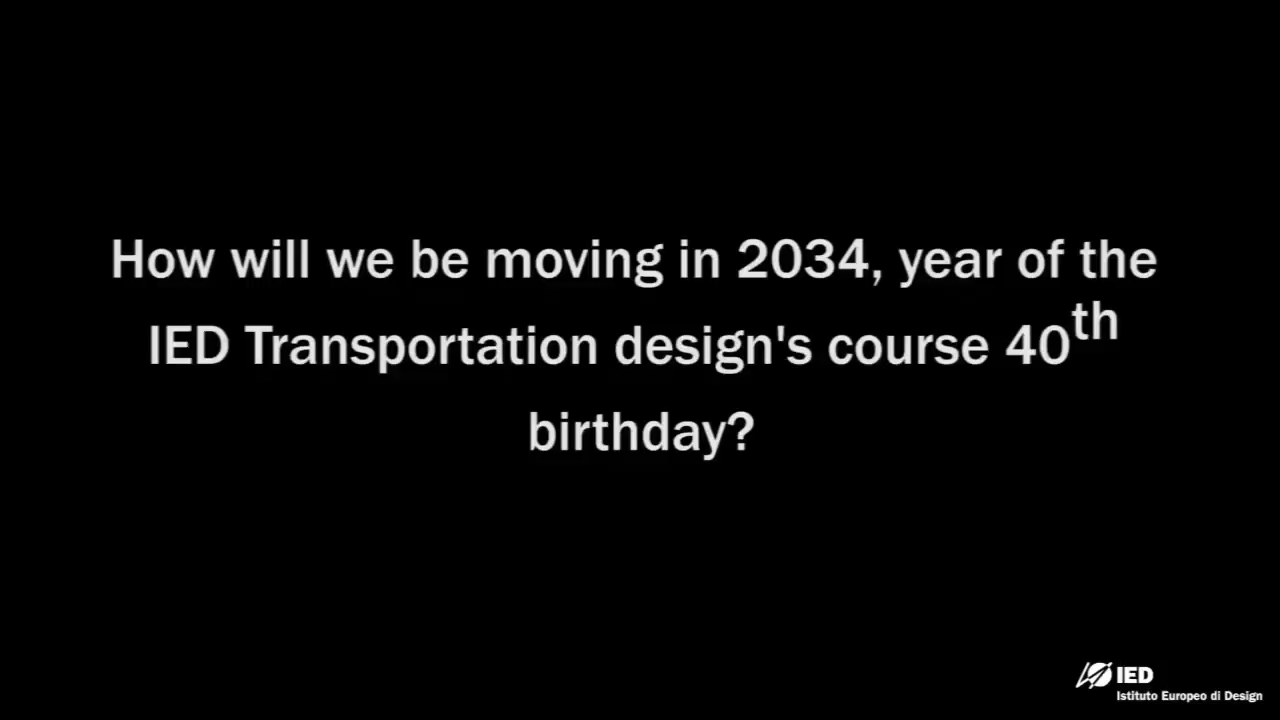 How will we be moving in 2034, year of the
IED Transportation design's course 40th
birthday?
IED
Istituto Europeo di Design